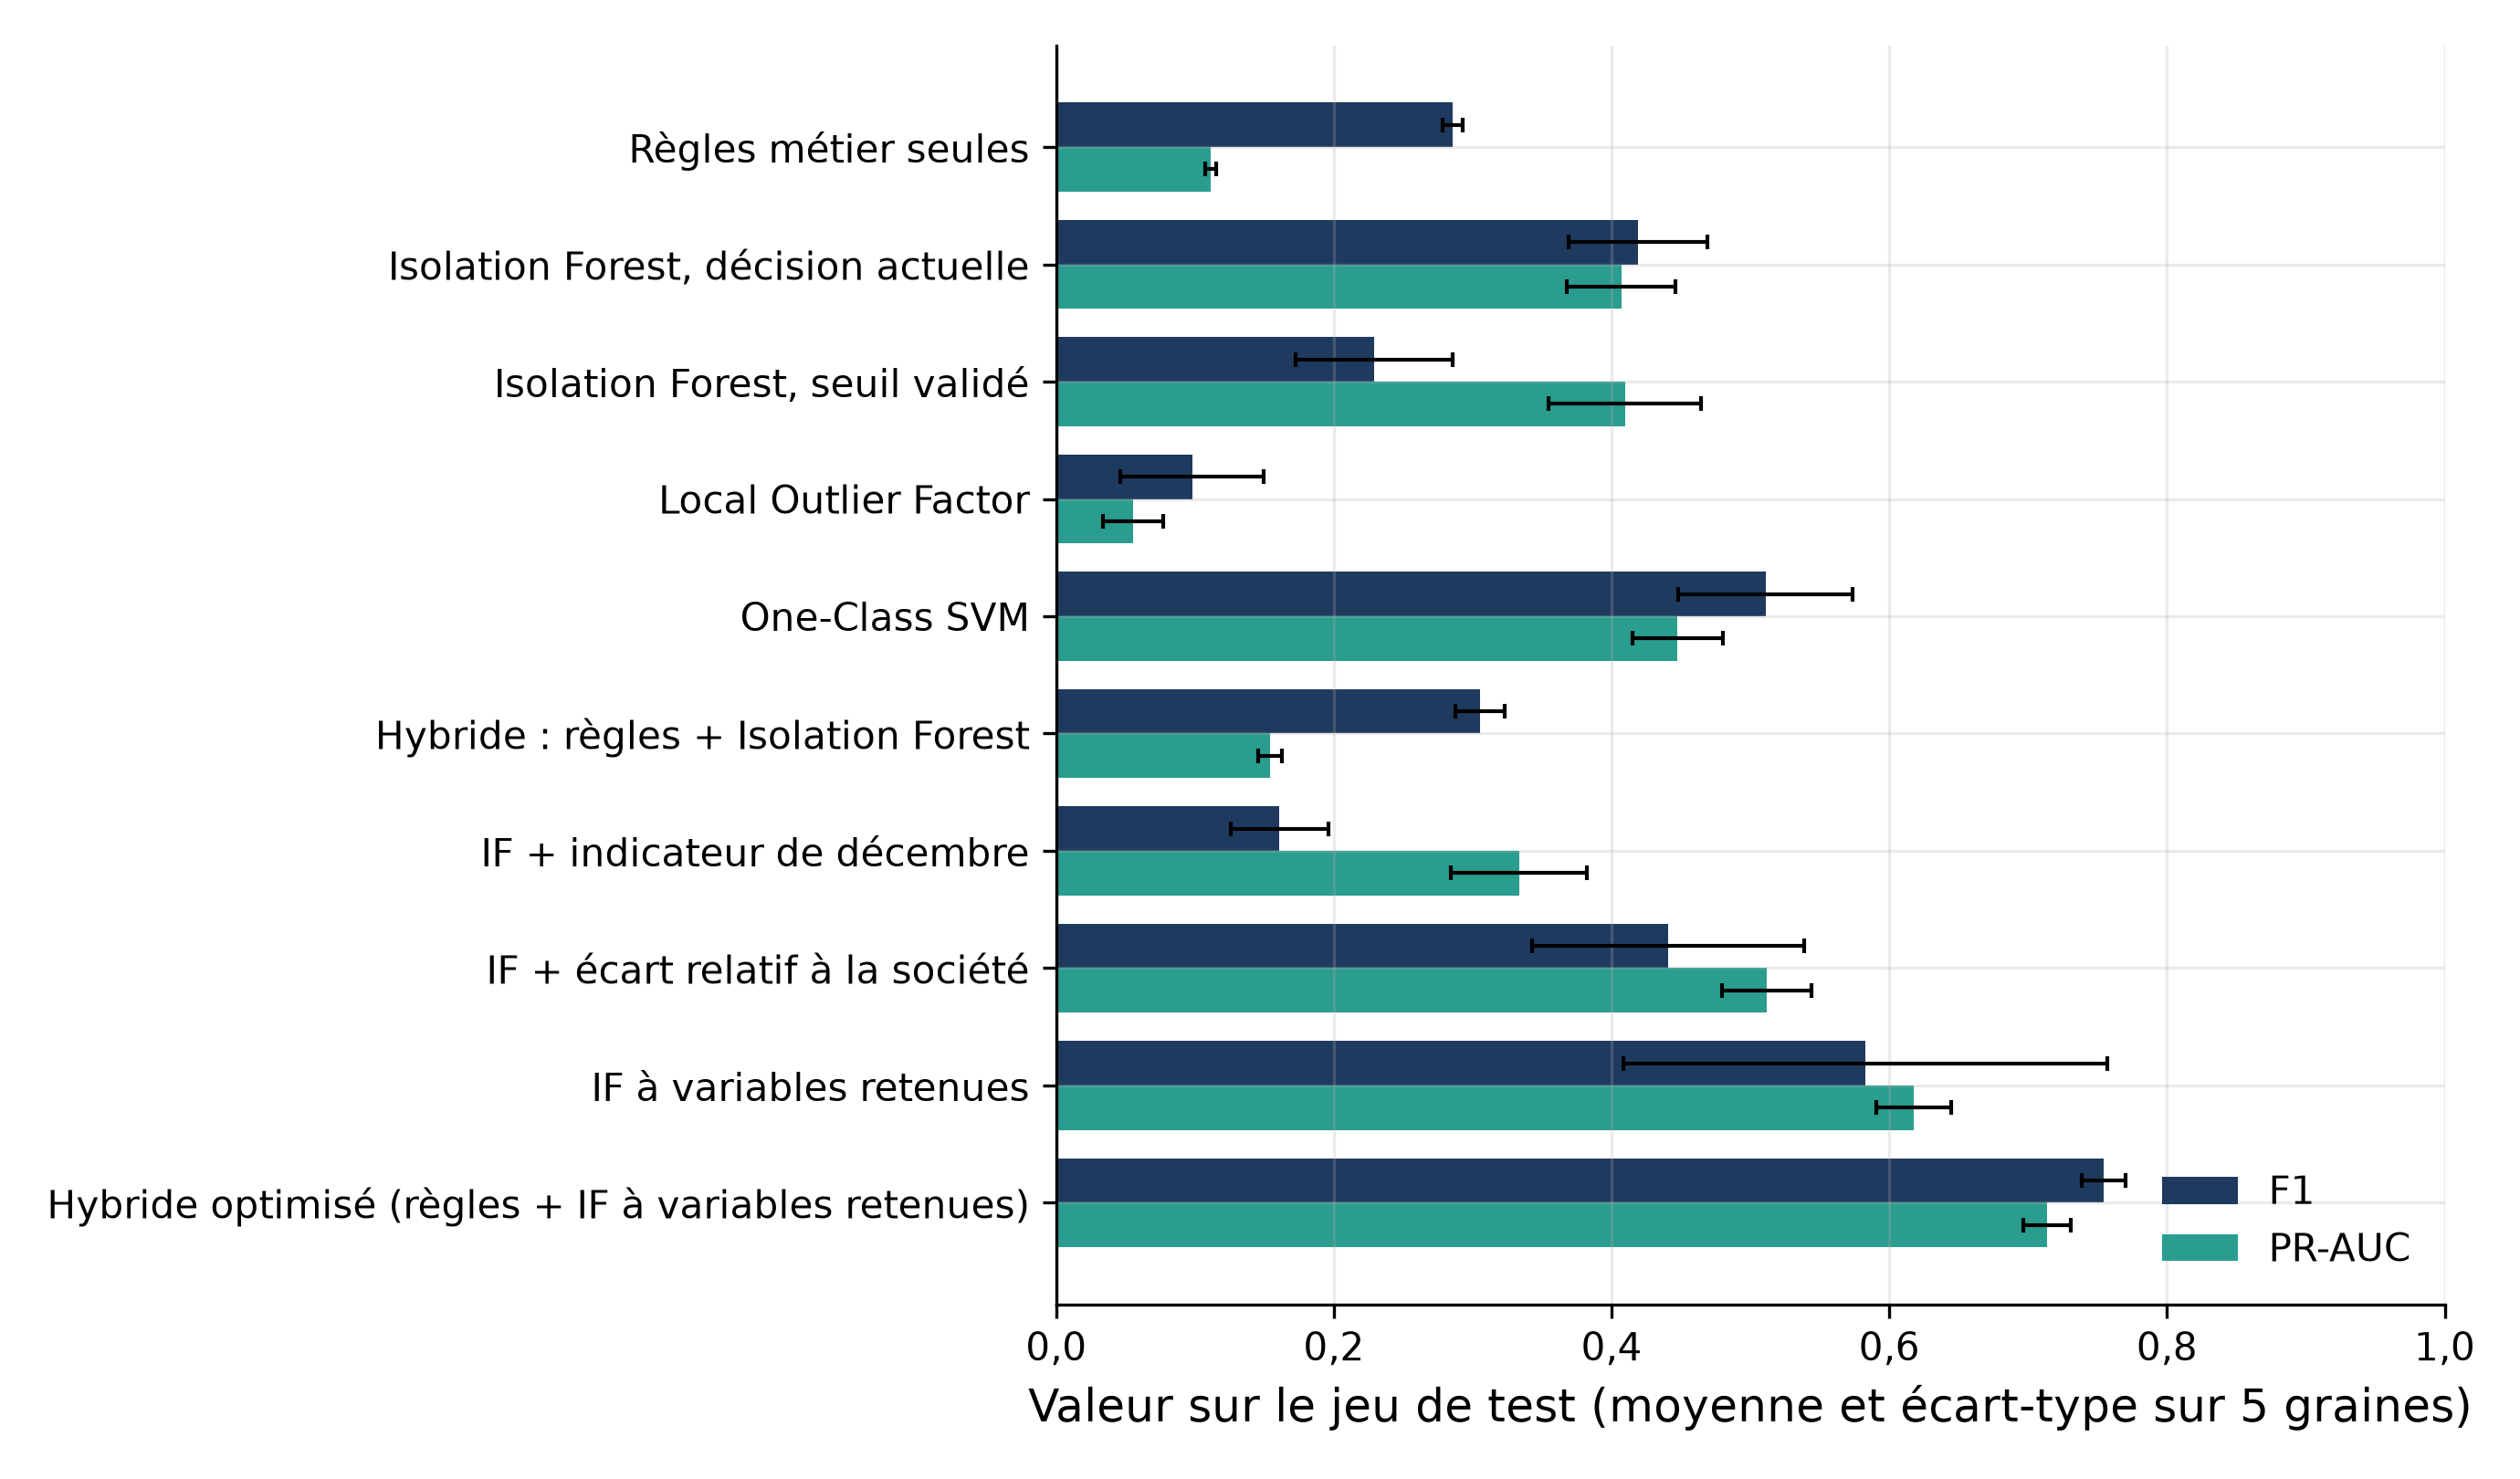 Règles métier seules
Isolation Forest, décision actuelle
Isolation Forest, seuil validé
Local Outlier Factor
One-Class SVM
Hybride : règles + Isolation Forest
IF + indicateur de décembre
IF + écart relatif à la société
IF à variables retenues
Hybride optimisé (règles + IF à variables retenues)
F1
PR-AUC
0,0 0,2 0,4 0,6 0,8 1,0
Valeur sur le jeu de test (moyenne et écart-type sur 5 graines)